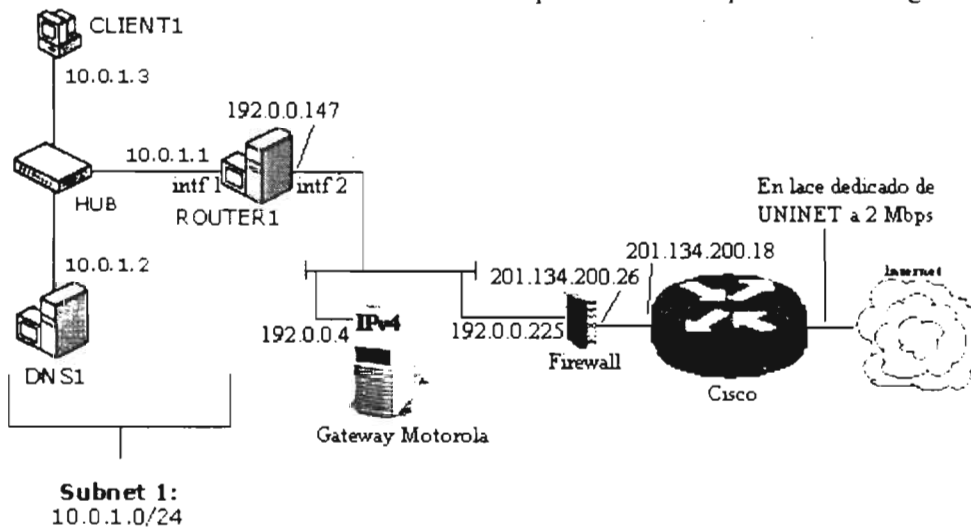 CLIENT1
10.0.1.3
192.0.0.147
10.0.1.1
intf 1
intf 2
HUB
ROUTER1
En lace dedicado de
UNINET a 2 Mbps
10.0.1.2
201.134.200.18
201.134.200.26
Internet
192.0.0.4
IPv4
192.0.0.225
Firewall
DNS1
Cisco
Gateway Motorola
Subnet 1:
10.0.1.0/24